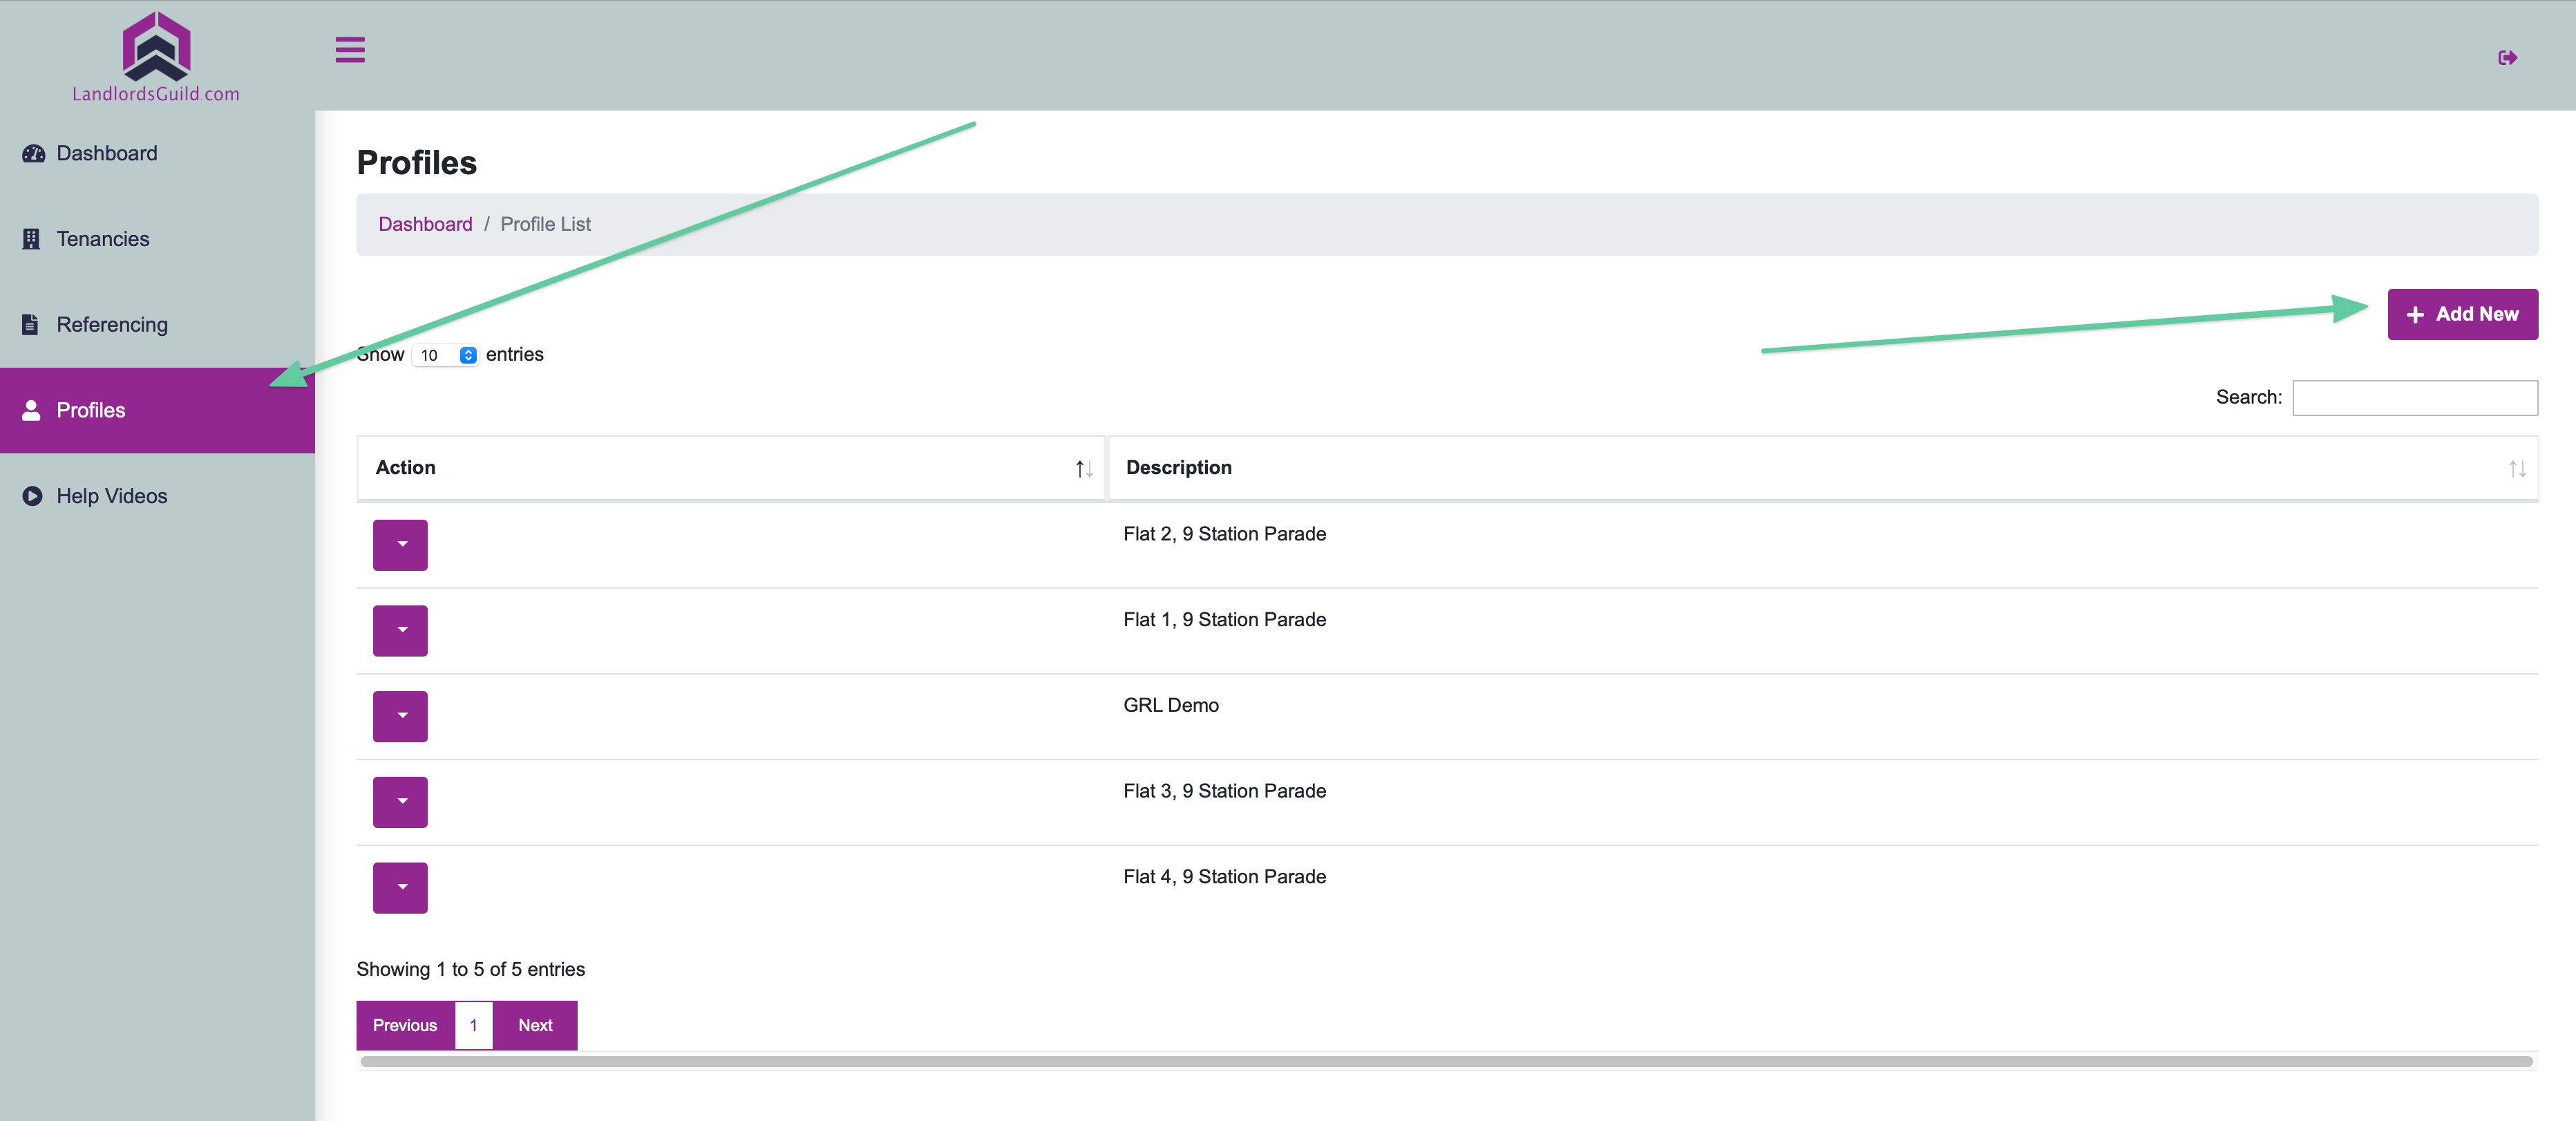 LandlordsGuild.com
Dashboard
Tenancies
Referencing
Profiles
Help Videos
Profiles
Dashboard / Profile List
Add New
Show 10 entries
Search:
Action Description
Flat 2, 9 Station Parade
Flat 1, 9 Station Parade
GRL Demo
Flat 3, 9 Station Parade
Flat 4, 9 Station Parade
Showing 1 to 5 of 5 entries
Previous 1 Next